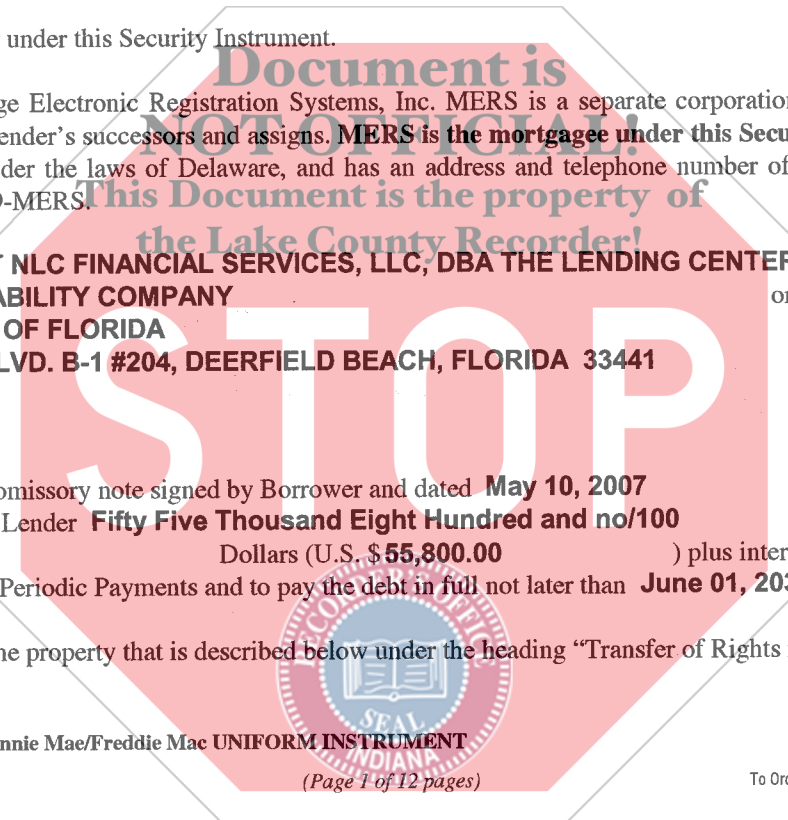 under this Security Instrument.
Document is
ge Electronic Registration Systems, Inc. MERS is a separate corporation
NOT OFFICIAL!
ender's successors and assigns. MERS is the mortgagee under this Secu
der the laws of Delaware, and has an address and telephone number of
-MERS.
This Document is the property of
the Lake County Recorder!
NLC FINANCIAL SERVICES, LLC, DBA THE LENDING CENTER
ABILITY COMPANY or
OF FLORIDA
LVD. B-1 #204, DEERFIELD BEACH, FLORIDA 33441
STOP
omissory note signed by Borrower and dated May 10, 2007
Lender Fifty Five Thousand Eight Hundred and no/100
Dollars (U.S. $55,800.00 ) plus inter
Periodic Payments and to pay the debt in full not later than June 01, 203
RECORDER'S OFFICE
he property that is described below under the heading “Transfer of Rights
SEAL
INDIANA
nnie Mae/Freddie Mac UNIFORM INSTRUMENT
(Page 1 of 12 pages) To Ord